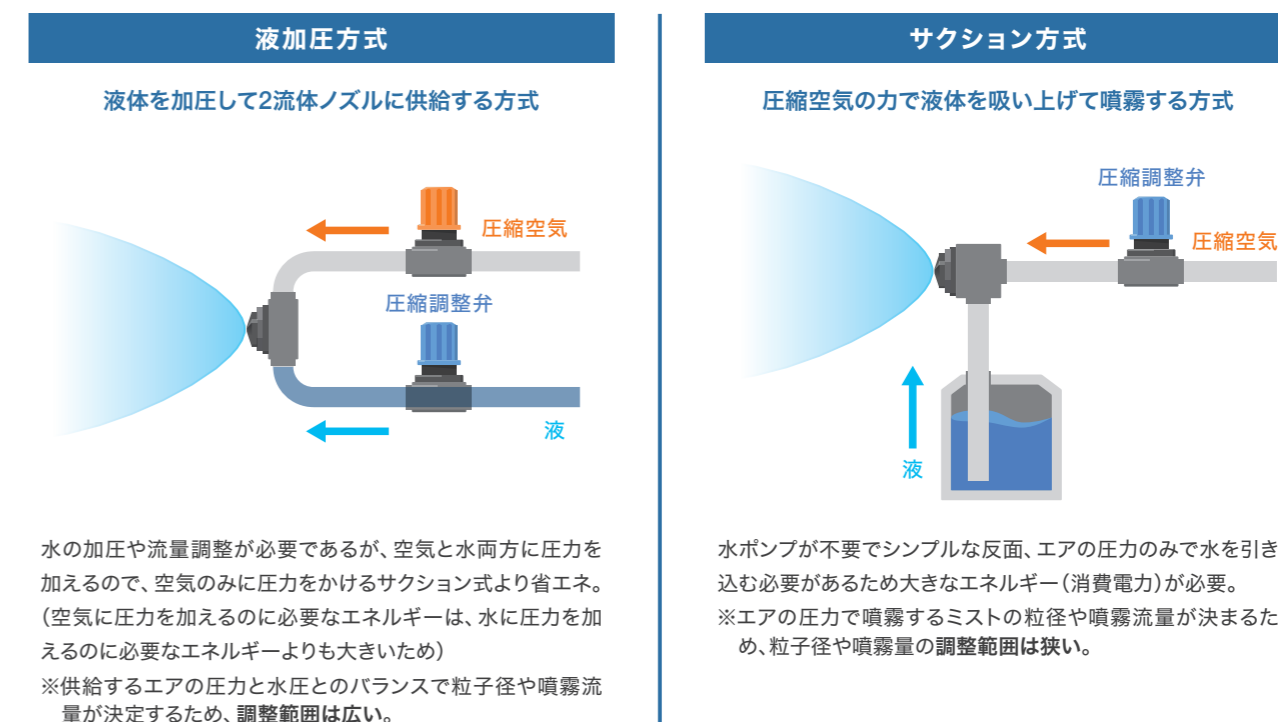 液加圧方式
液体を加圧して2流体ノズルに供給する方式
圧縮空気
圧縮調整弁
液
水の加圧や流量調整が必要であるが、空気と水両方に圧力を
加えるので、空気のみに圧力をかけるサクション式より省エネ。
(空気に圧力を加えるのに必要なエネルギーは、水に圧力を加
えるのに必要なエネルギーよりも大きいため)
※供給するエアの圧力と水圧とのバランスで粒子径や噴霧流
量が決定するため、調整範囲は広い。
サクション方式
圧縮空気の力で液体を吸い上げて噴霧する方式
圧縮調整弁
圧縮空気
液
水ポンプが不要でシンプルな反面、エアの圧力のみで水を引き
込む必要があるため大きなエネルギー(消費電力)が必要。
※エアの圧力で噴霧するミストの粒径や噴霧流量が決まるた
め、粒子径や噴霧量の調整範囲は狭い。